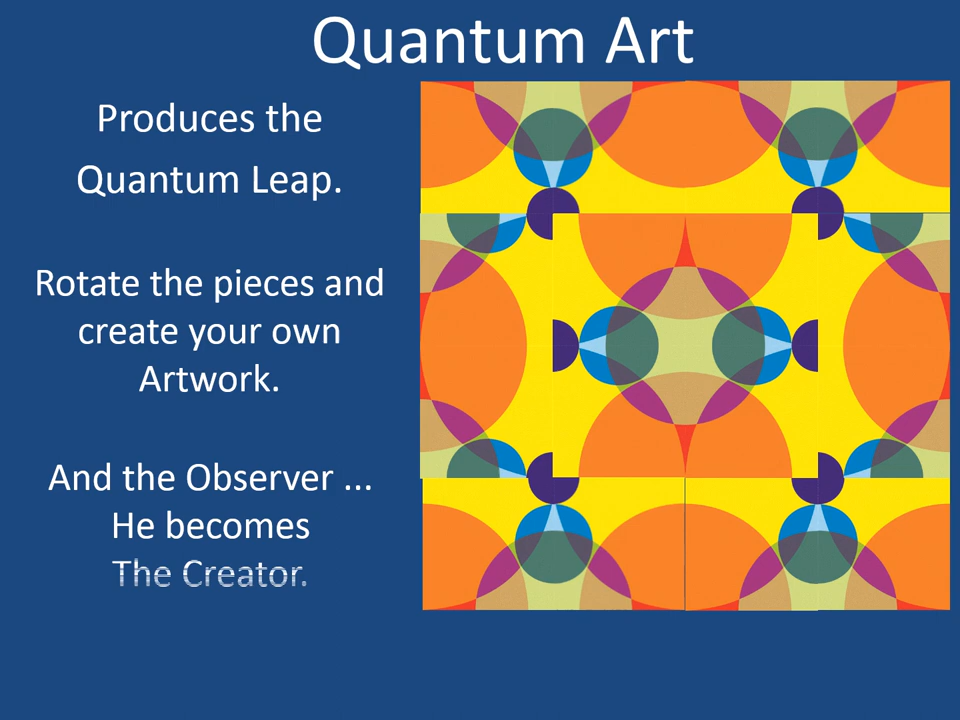 Quantum Art
Produces the
Quantum Leap.
Rotate the pieces and
create your own
Artwork.
And the Observer ...
He becomes
The Creator.